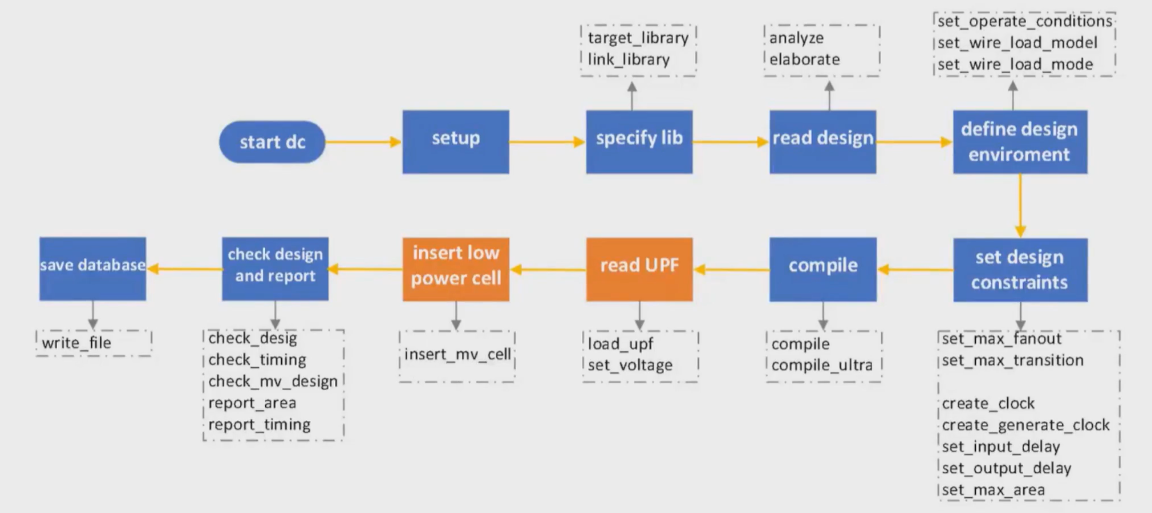 target_library
link_library
analyze
elaborate
set_operate_conditions
set_wire_load_model
set_wire_load_mode
start dc
setup
specify lib
read design
define design
enviroment
save database
check design
and report
insert low
power cell
read UPF
compile
set design
constraints
write_file
check_desig
check_timing
check_mv_design
report_area
report_timing
insert_mv_cell
load_upf
set_voltage
compile
compile_ultra
set_max_fanout
set_max_transition
create_clock
create_generate_clock
set_input_delay
set_output_delay
set_max_area